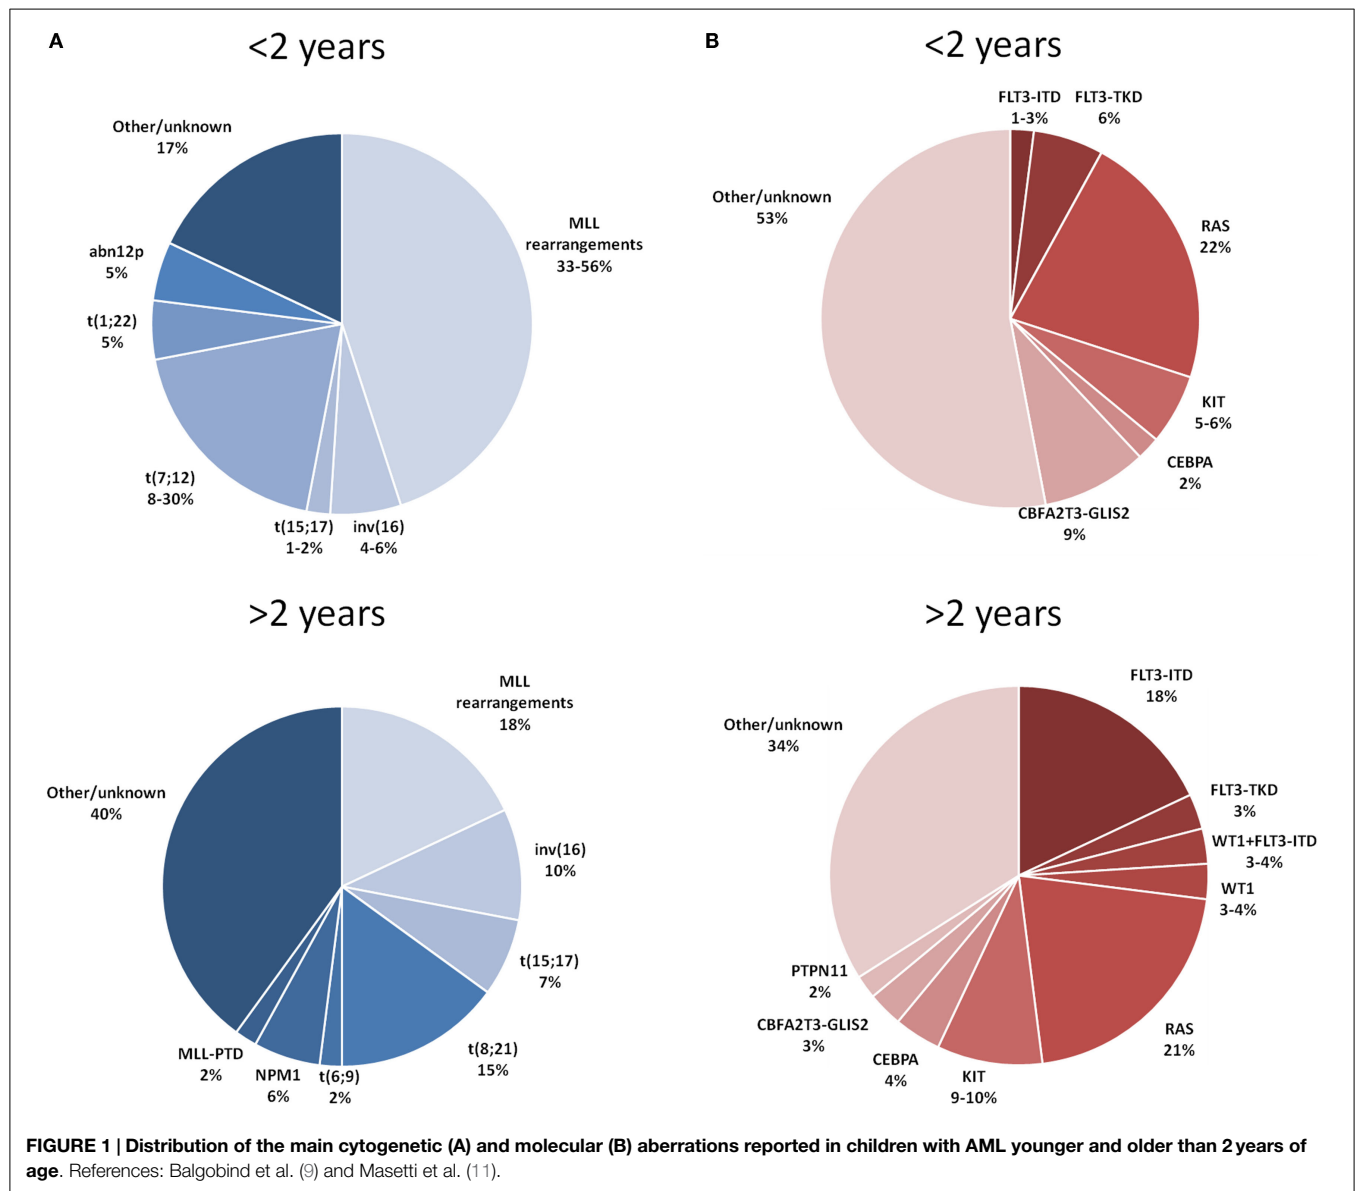 A
<2 years
Other/unknown
17%
MLL
rearrangements
33-56%
abn12p
5%
t(1;22)
5%
t(7;12)
8-30%
t(15;17)
1-2%
inv(16)
4-6%
B
<2 years
FLT3-ITD
1-3%
FLT3-TKD
6%
Other/unknown
53%
RAS
22%
KIT
5-6%
CEBPA
2%
CBFA2T3-GLIS2
9%
>2 years
MLL
rearrangements
18%
Other/unknown
40%
inv(16)
10%
t(15;17)
7%
t(8;21)
15%
MLL-PTD
2%
NPM1
6%
t(6;9)
2%
>2 years
FLT3-ITD
18%
Other/unknown
34%
FLT3-TKD
3%
WT1+FLT3-ITD
3-4%
WT1
3-4%
PTPN11
2%
CBFA2T3-GLIS2
3%
CEBPA
4%
KIT
9-10%
RAS
21%
FIGURE 1 | Distribution of the main cytogenetic (A) and molecular (B) aberrations reported in children with AML younger and older than 2 years of
age. References: Balgobind et al. (9) and Masetti et al. (11).